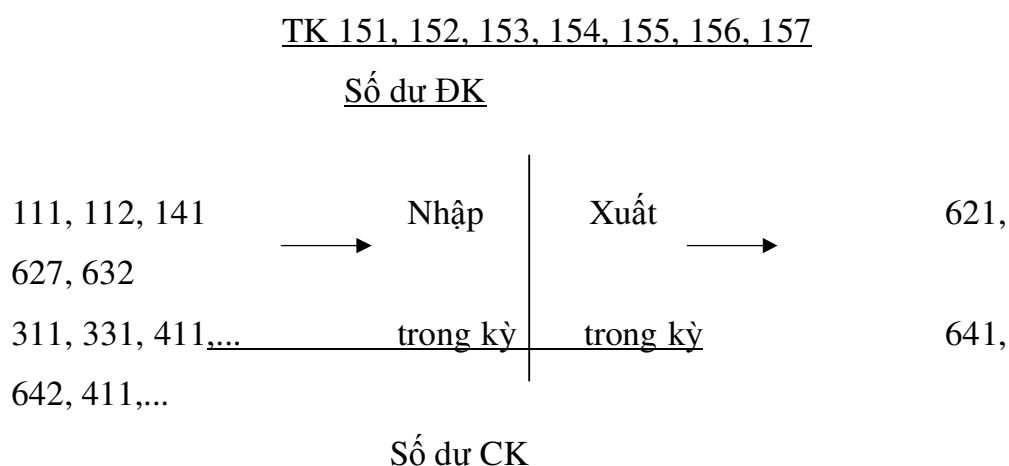 TK 151, 152, 153, 154, 155, 156, 157
Số dư ĐK
111, 112, 141 Nhập Xuất 621,
627, 632
311, 331, 411,... trong kỳ trong kỳ 641,
642, 411,...
Số dư CK